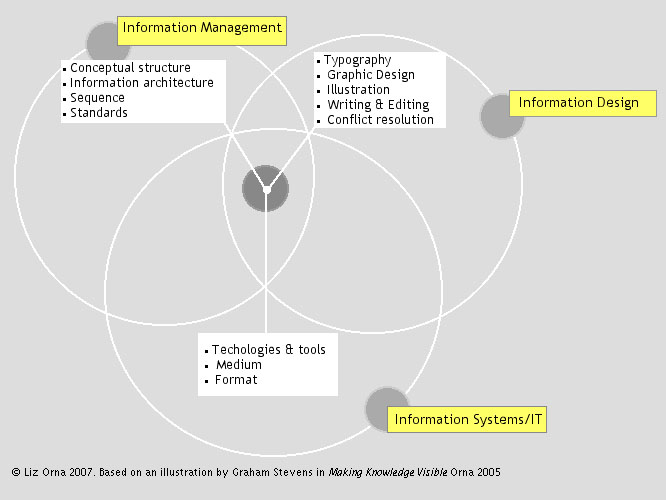 Information Management
• Conceptual structure
• Information architecture
• Sequence
• Standards
• Typography
• Graphic Design
• Illustration
• Writing & Editing
• Conflict resolution
Information Design
• Techologies & tools
• Medium
• Format
Information Systems/IT
© Liz Orna 2007. Based on an illustration by Graham Stevens in Making Knowledge Visible Orna 2005